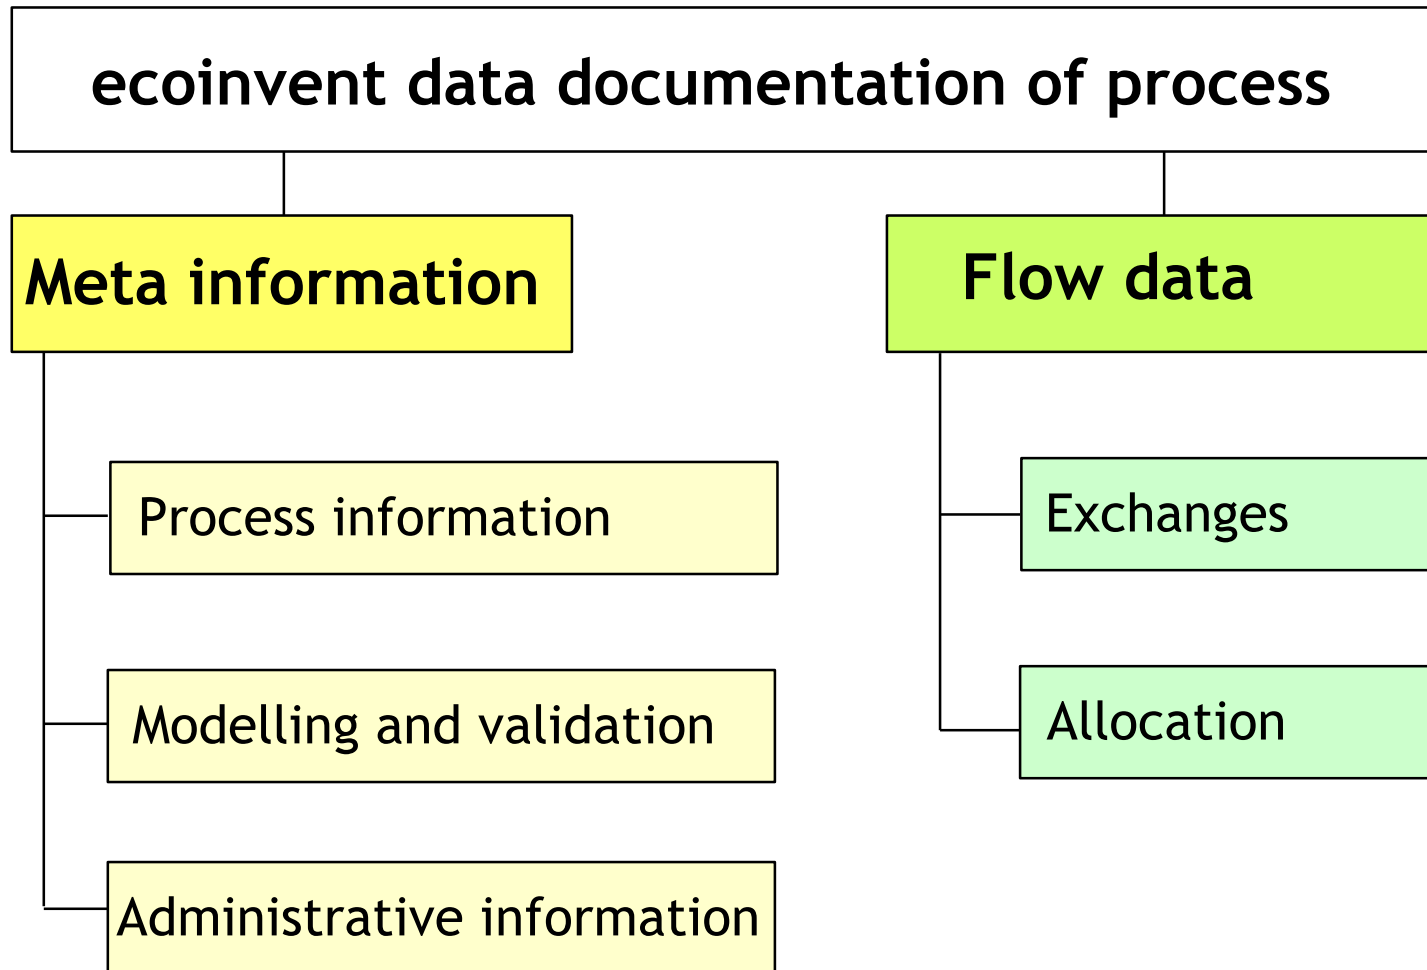 ecoinvent data documentation of process
Meta information
Flow data
Process information
Exchanges
Modelling and validation
Allocation
Administrative information